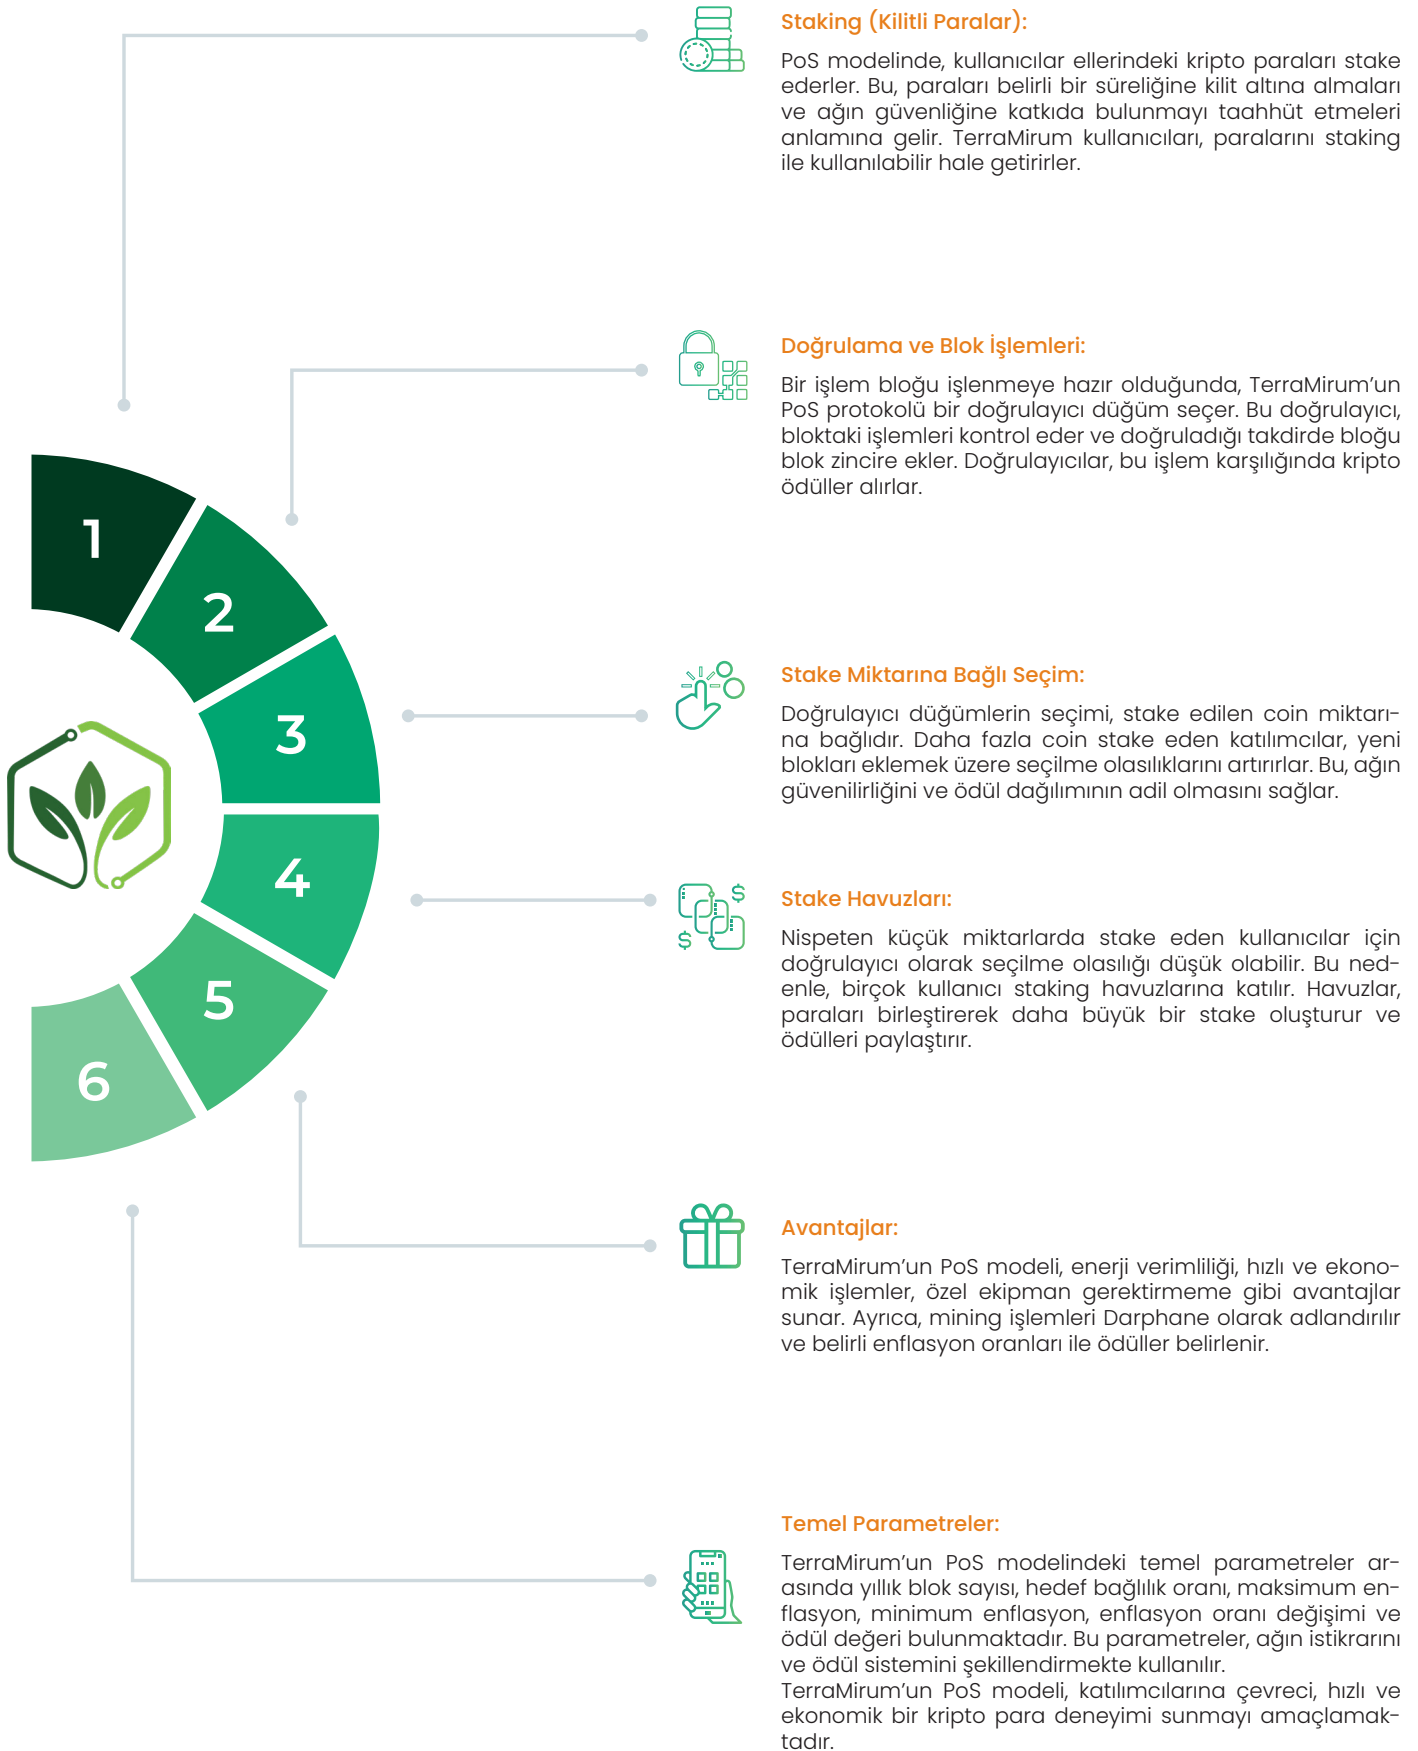 Staking (Kilitli Paralar):
PoS modelinde, kullanıcılar ellerindeki kripto paraları stake
ederler. Bu, paraları belirli bir süreliğine kilit altına almaları
ve ağın güvenliğine katkıda bulunmayı taahhüt etmeleri
anlamına gelir. TerraMirum kullanıcıları, paralarını staking
ile kullanılabilir hale getirirler.
Doğrulama ve Blok İşlemleri:
Bir işlem bloğu işlenmeye hazır olduğunda, TerraMirum’un
PoS protokolü bir doğrulayıcı düğüm seçer. Bu doğrulayıcı,
bloktaki işlemleri kontrol eder ve doğruladığı takdirde bloğu
blok zincire ekler. Doğrulayıcılar, bu işlem karşılığında kripto
ödüller alırlar.
1
2
3
4
5
6
Stake Miktarına Bağlı Seçim:
Doğrulayıcı düğümlerin seçimi, stake edilen coin miktarı-
na bağlıdır. Daha fazla coin stake eden katılımcılar, yeni
blokları eklemek üzere seçilme olasılıklarını artırırlar. Bu, ağın
güvenilirliğini ve ödül dağılımının adil olmasını sağlar.
Stake Havuzları:
Nispeten küçük miktarlarda stake eden kullanıcılar için
doğrulayıcı olarak seçilme olasılığı düşük olabilir. Bu ned-
enle, birçok kullanıcı staking havuzlarına katılır. Havuzlar,
paraları birleştirerek daha büyük bir stake oluşturur ve
ödülleri paylaştırır.
Avantajlar:
TerraMirum’un PoS modeli, enerji verimliliği, hızlı ve ekono-
mik işlemler, özel ekipman gerektirmeme gibi avantajlar
sunar. Ayrıca, mining işlemleri Darphane olarak adlandırılır
ve belirli enflasyon oranları ile ödüller belirlenir.
Temel Parametreler:
TerraMirum’un PoS modelindeki temel parametreler ar-
asında yıllık blok sayısı, hedef bağlılık oranı, maksimum en-
flasyon, minimum enflasyon, enflasyon oranı değişimi ve
ödül değeri bulunmaktadır. Bu parametreler, ağın istikrarını
ve ödül sistemini şekillendirmekte kullanılır.
TerraMirum’un PoS modeli, katılımcılarına çevreci, hızlı ve
ekonomik bir kripto para deneyimi sunmayı amaçlamak-
tadır.